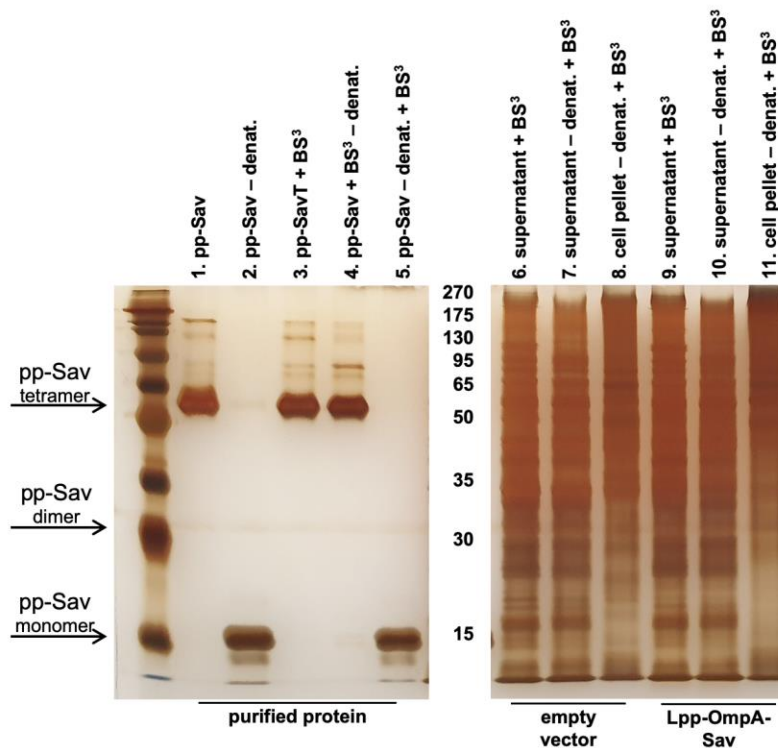 1. pp-Sav
2. pp-Sav – denat.
3. pp-SavT + BS³
4. pp-Sav + BS³ – denat.
5. pp-Sav – denat. + BS³
6. supernatant + BS³
7. supernatant – denat. + BS³
8. cell pellet – denat. + BS³
9. supernatant + BS³
10. supernatant – denat. + BS³
11. cell pellet – denat. + BS³
270
175
130
95
65
50
35
30
15
pp-Sav
tetramer
pp-Sav
dimer
pp-Sav
monomer
purified protein
empty
vector
Lpp-OmpA-
Sav